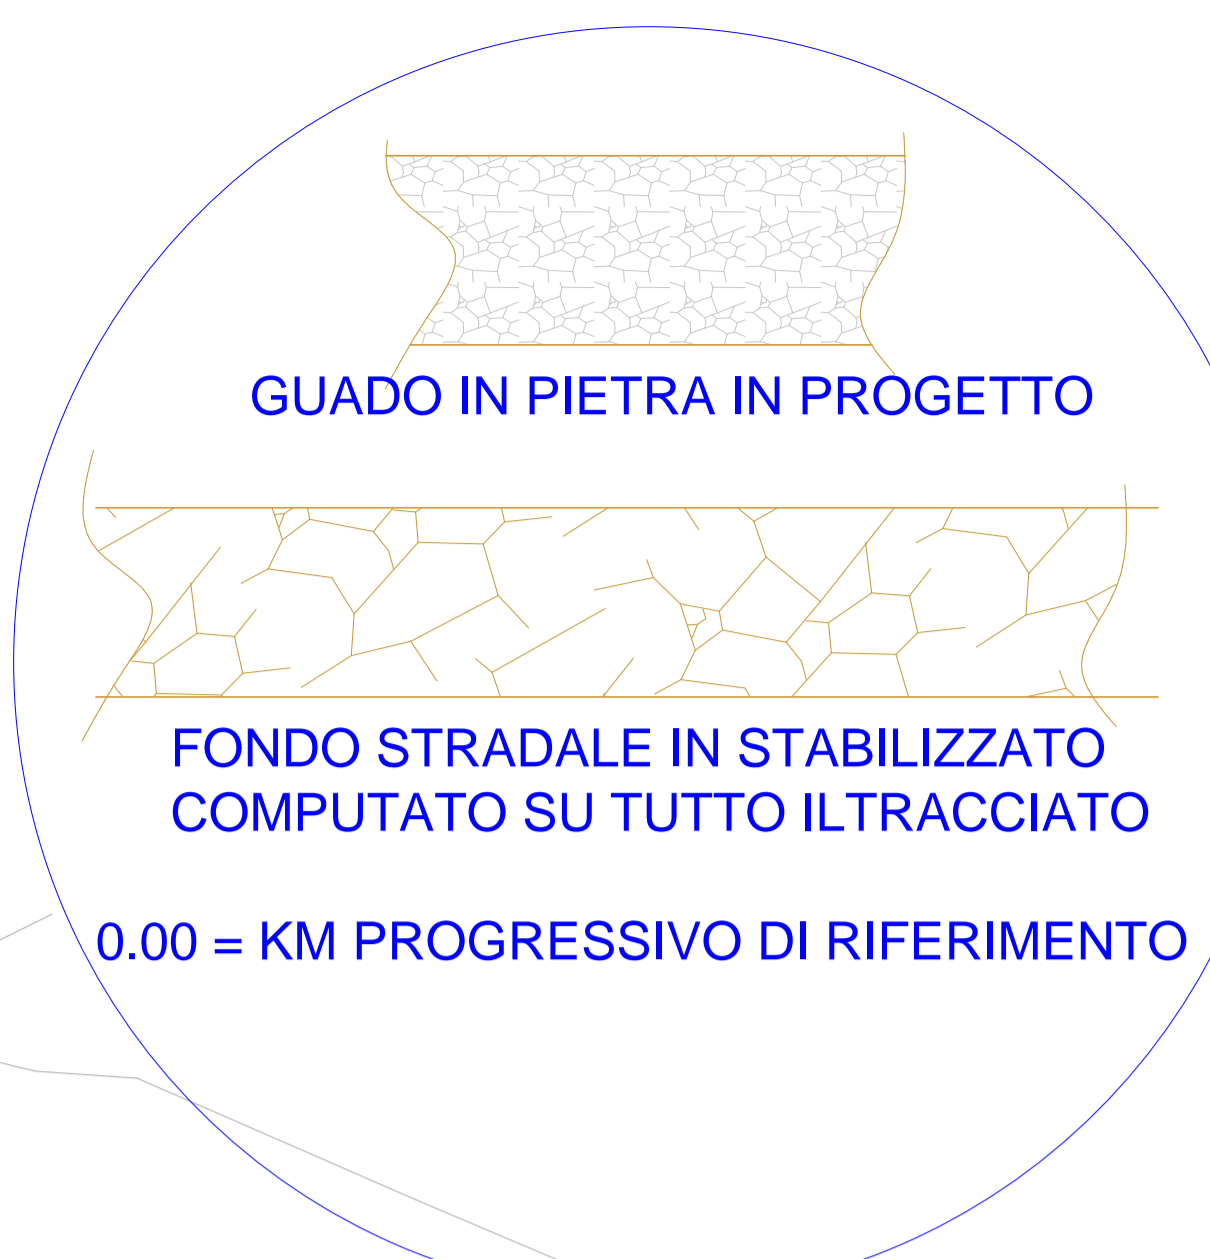 GUADO IN PIETRA IN PROGETTO
FONDO STRADALE IN STABILIZZATO
COMPUTATO SU TUTTO ILTRACCIATO
0.00 = KM PROGRESSIVO DI RIFERIMENTO